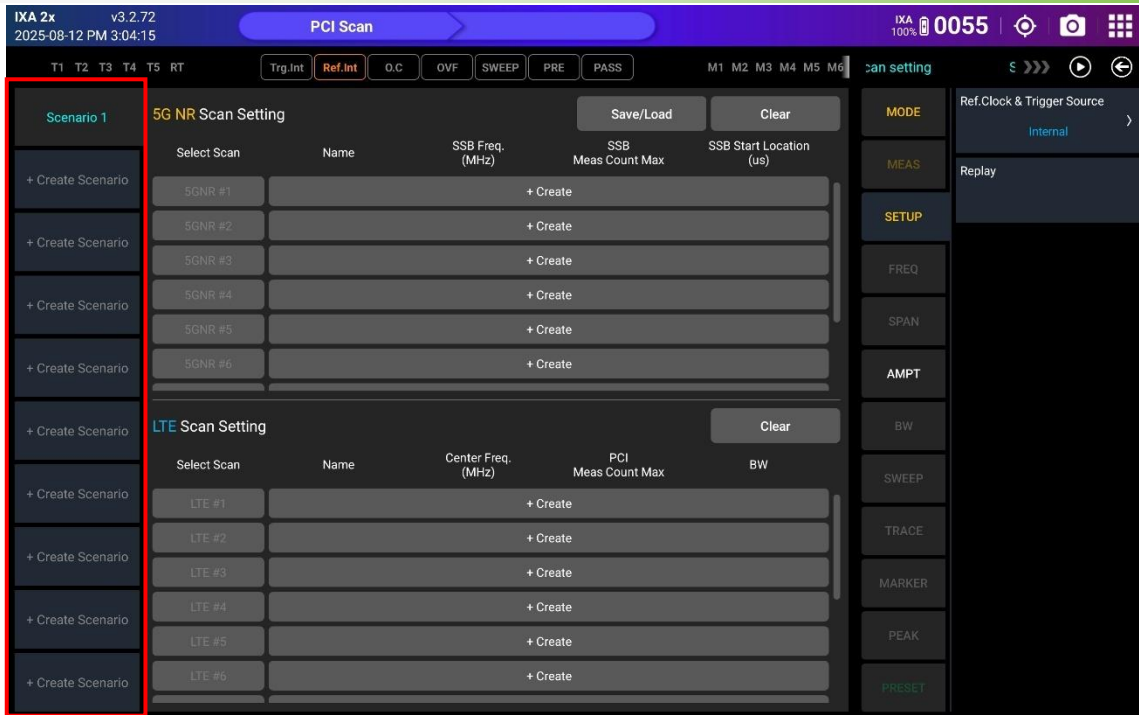 IXA 2x v3.2.72
2025-08-12 PM 3:04:15
PCI Scan
IXA
100%
0055
T1 T2 T3 T4 T5 RT
Trg.Int Ref.Int O.C OVF SWEEP PRE PASS
M1 M2 M3 M4 M5 M6
can setting
S
Scenario 1
+ Create Scenario
+ Create Scenario
+ Create Scenario
+ Create Scenario
+ Create Scenario
+ Create Scenario
+ Create Scenario
+ Create Scenario
+ Create Scenario
5G NR Scan Setting
Save/Load
Clear
Select Scan
Name
SSB Freq.
(MHz)
SSB
Meas Count Max
SSB Start Location
(us)
5GNR #1 + Create
5GNR #2 + Create
5GNR #3 + Create
5GNR #4 + Create
5GNR #5 + Create
5GNR #6 + Create
LTE Scan Setting
Clear
Select Scan
Name
Center Freq.
(MHz)
PCI
Meas Count Max
BW
LTE #1 + Create
LTE #2 + Create
LTE #3 + Create
LTE #4 + Create
LTE #5 + Create
LTE #6 + Create
MODE
MEAS
SETUP
FREQ
SPAN
AMPT
BW
SWEEP
TRACE
MARKER
PEAK
PRESET
Ref.Clock & Trigger Source
Internal
Replay